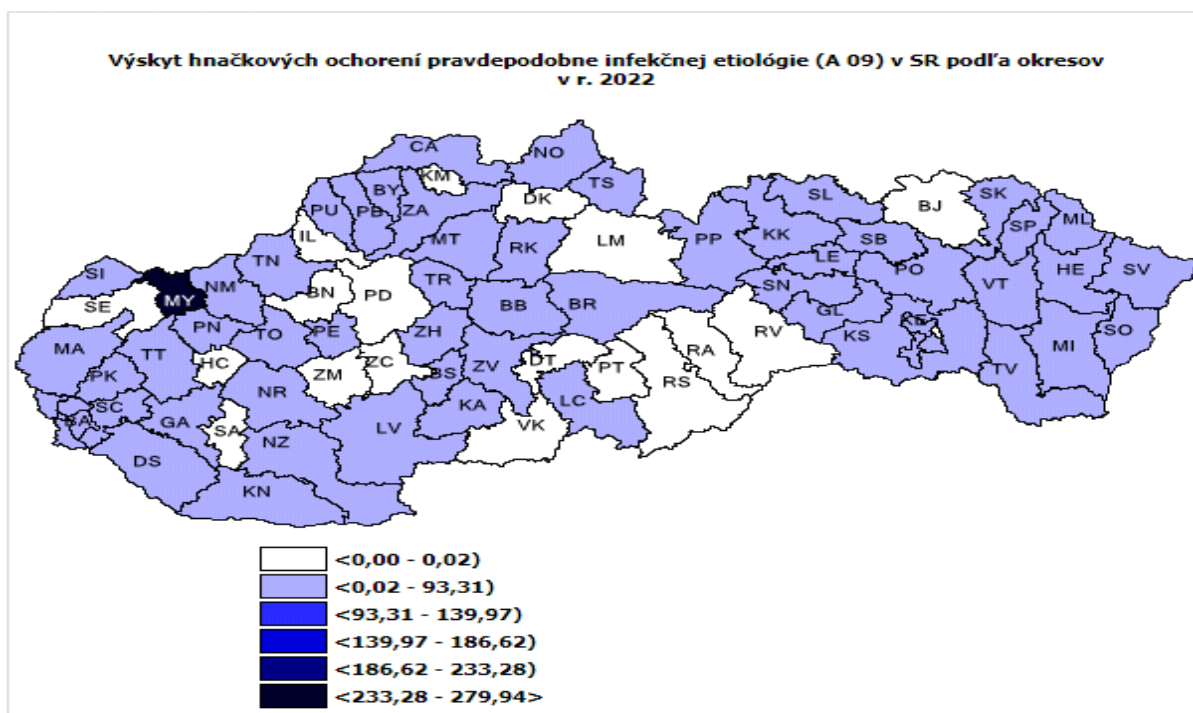 Výskyt hnačkových ochorení pravdepodobne infekčnej etiológie (A 09) v SR podľa okresov
v r. 2022
CA
NO
KM
BY
TS
PU
PB
ZA
DK
SL
BJ
SK
ML
IL
MT
RK
LM
PP
KK
SB
SP
TN
LE
PO
HE
SV
SI
NM
BN
PD
TR
SN
VT
MY
SE
BB
BR
GL
PN
TO
PE
ZH
RV
KS
KE
SO
MA
TT
HC
ZM
ZC
ZV
DT
PT
RA
MI
PK
BS
RS
TV
SC
NR
KA
LC
BA
GA
SA
NZ
LV
VK
DS
KN
<0,00 - 0,02)
<0,02 - 93,31)
<93,31 - 139,97)
<139,97 - 186,62)
<186,62 - 233,28)
<233,28 - 279,94>